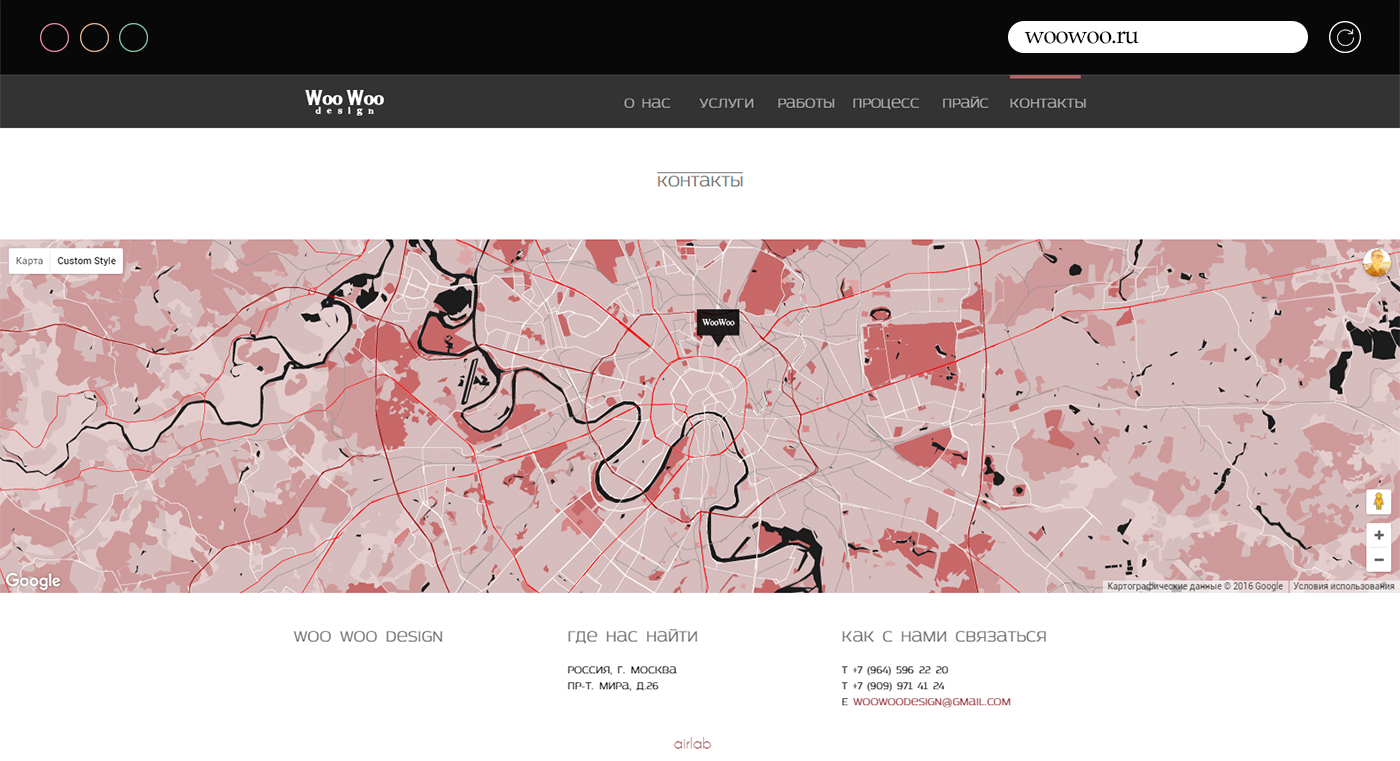 woowoo.ru
Woo Woo
design
О НАС УСЛУГИ РАБОТЫ ПРОЦЕСС ПРАЙС КОНТАКТЫ
КОНТАКТЫ
Карта Custom Style
WooWoo
Google
Картографические данные © 2016 Google Условия использования
WOO WOO DESIGN
ГДЕ НАС НАЙТИ
РОССИЯ, Г. МОСКВА
ПР-Т. МИРА, Д.26
КАК С НАМИ СВЯЗАТЬСЯ
T +7 (964) 596 22 20
T +7 (909) 971 41 24
E WOOWOODESIGN@GMAIL.COM
airlab